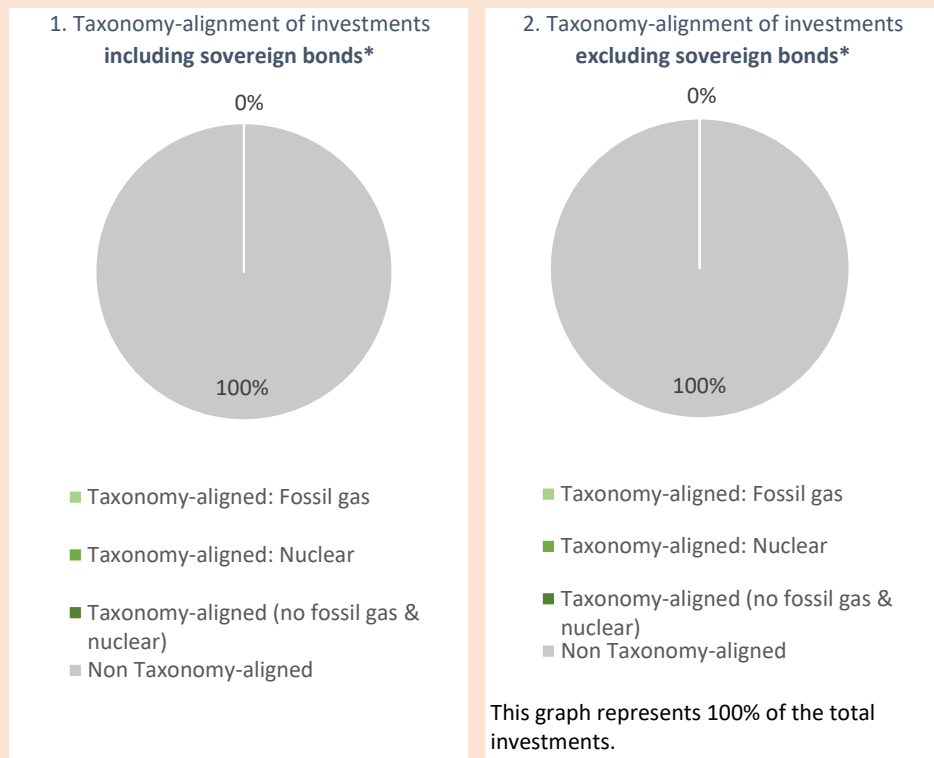 1. Taxonomy-alignment of investments
including sovereign bonds*
0%
100%
Taxonomy-aligned: Fossil gas
Taxonomy-aligned: Nuclear
Taxonomy-aligned (no fossil gas &
nuclear)
Non Taxonomy-aligned
2. Taxonomy-alignment of investments
excluding sovereign bonds*
0%
100%
Taxonomy-aligned: Fossil gas
Taxonomy-aligned: Nuclear
Taxonomy-aligned (no fossil gas &
nuclear)
Non Taxonomy-aligned
This graph represents 100% of the total
investments.